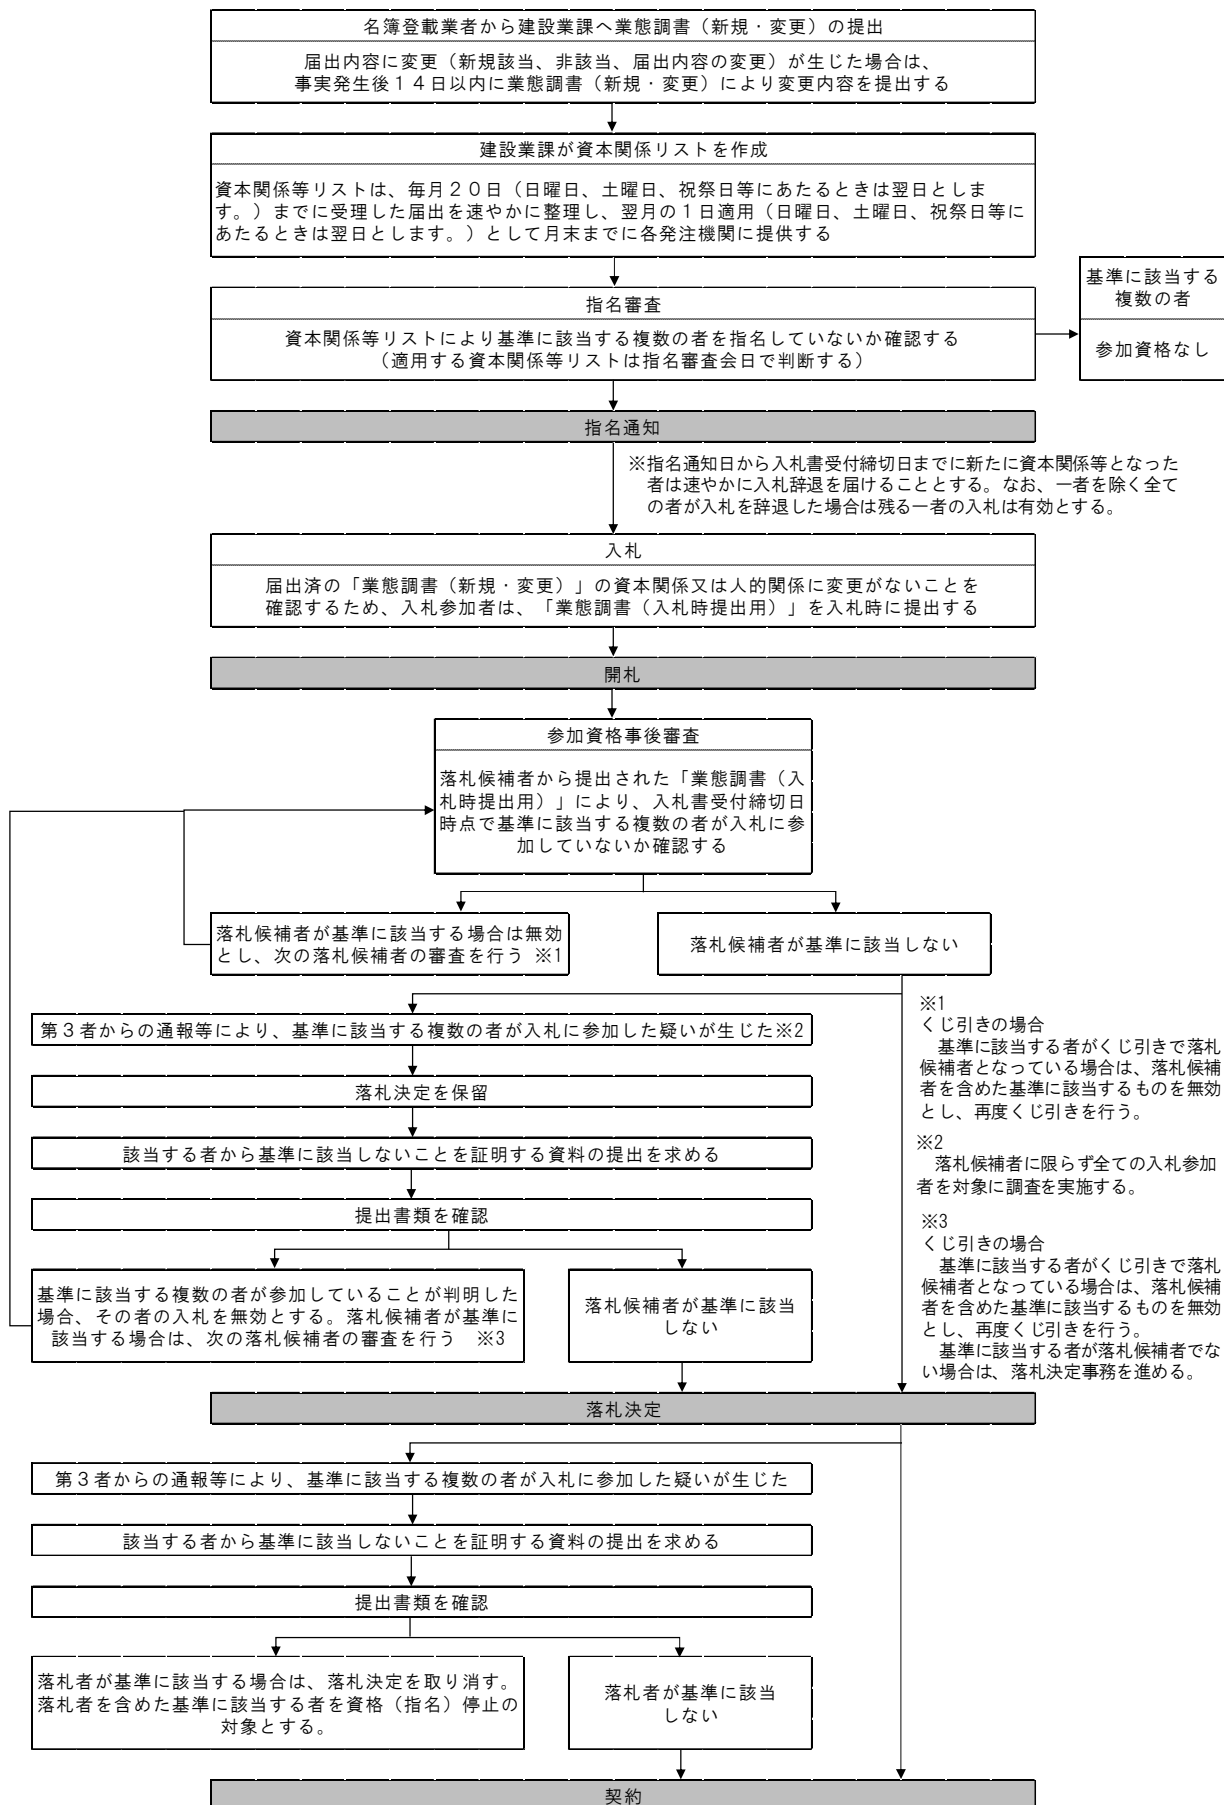 名簿登載業者から建設業課へ業態調書（新規・変更）の提出
届出内容に変更（新規該当、非該当、届出内容の変更）が生じた場合は、
事実発生後１４日以内に業態調書（新規・変更）により変更内容を提出する
建設業課が資本関係リストを作成
資本関係等リストは、毎月２０日（日曜日、土曜日、祝祭日等にあたるときは翌日としま
す。）までに受理した届出を速やかに整理し、翌月の１日適用（日曜日、土曜日、祝祭日等に
あたるときは翌日とします。）として月末までに各発注機関に提供する
指名審査
資本関係等リストにより基準に該当する複数の者を指名していないか確認する
（適用する資本関係等リストは指名審査会日で判断する）
基準に該当する
複数の者
参加資格なし
指名通知
※指名通知日から入札書受付締切日までに新たに資本関係等となった
者は速やかに入札辞退を届けることとする。なお、一者を除く全て
の者が入札を辞退した場合は残る一者の入札は有効とする。
入札
届出済の「業態調書（新規・変更）」の資本関係又は人的関係に変更がないことを
確認するため、入札参加者は、「業態調書（入札時提出用）」を入札時に提出する
開札
参加資格事後審査
落札候補者から提出された「業態調書（入
札時提出用）」により、入札書受付締切日
時点で基準に該当する複数の者が入札に参
加していないか確認する
落札候補者が基準に該当する場合は無効
とし、次の落札候補者の審査を行う ※1
落札候補者が基準に該当しない
第３者からの通報等により、基準に該当する複数の者が入札に参加した疑いが生じた※2
落札決定を保留
該当する者から基準に該当しないことを証明する資料の提出を求める
提出書類を確認
基準に該当する複数の者が参加していることが判明した
場合、その者の入札を無効とする。落札候補者が基準に
該当する場合は、次の落札候補者の審査を行う　※3
落札候補者が基準に該当
しない
※1
くじ引きの場合
　基準に該当する者がくじ引きで落札
候補者となっている場合は、落札候補
者を含めた基準に該当するものを無効
とし、再度くじ引きを行う。
※2
　落札候補者に限らず全ての入札参加
者を対象に調査を実施する。
※3
くじ引きの場合
　基準に該当する者がくじ引きで落札
候補者となっている場合は、落札候補
者を含めた基準に該当するものを無効
とし、再度くじ引きを行う。
　基準に該当する者が落札候補者でな
い場合は、落札決定事務を進める。
落札決定
第３者からの通報等により、基準に該当する複数の者が入札に参加した疑いが生じた
該当する者から基準に該当しないことを証明する資料の提出を求める
提出書類を確認
落札者が基準に該当する場合は、落札決定を取り消す。
落札者を含めた基準に該当する者を資格（指名）停止の
対象とする。
落札者が基準に該当
しない
契約